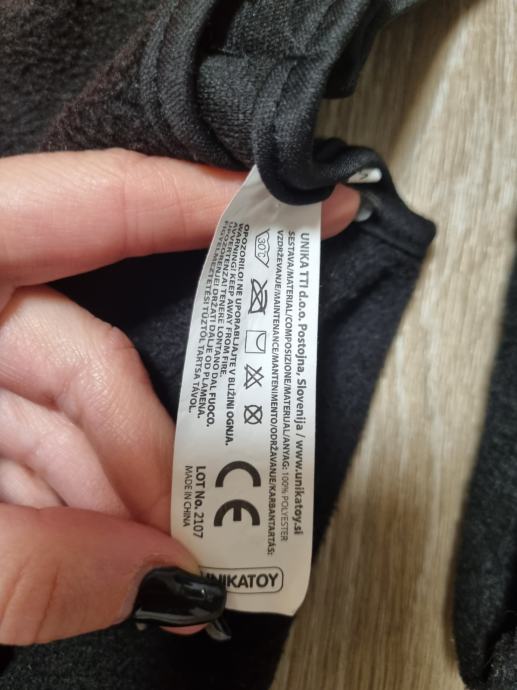 UNIKA TTI d.o.o. Postojna, Slovenija / www.unikatoy.si
SESTAVA/MATERIAL/COMPOSIZIONE/MATERIJAL/ANYAG: 100% POLYESTER
VZDRŽEVANJE/MAINTENANCE/MANTENIMENTO/ODRŽAVANJE/KARBANTARTÁS:
30°C
OPOZORILO! NE UPORABLJAJTE V BLIŽINI OGNJA.
WARNING! KEEP AWAY FROM FIRE.
AVVERTENZA! TENERE LONTANO DAL FUOCO.
UPOZORENJE! DRŽATI DALJE OD PLAMENA.
FIGYELMEZTETÉS! TŰZTŐL TARTSA TÁVOL.
CE
LOT No. 2107
MADE IN CHINA
UNIKATOY